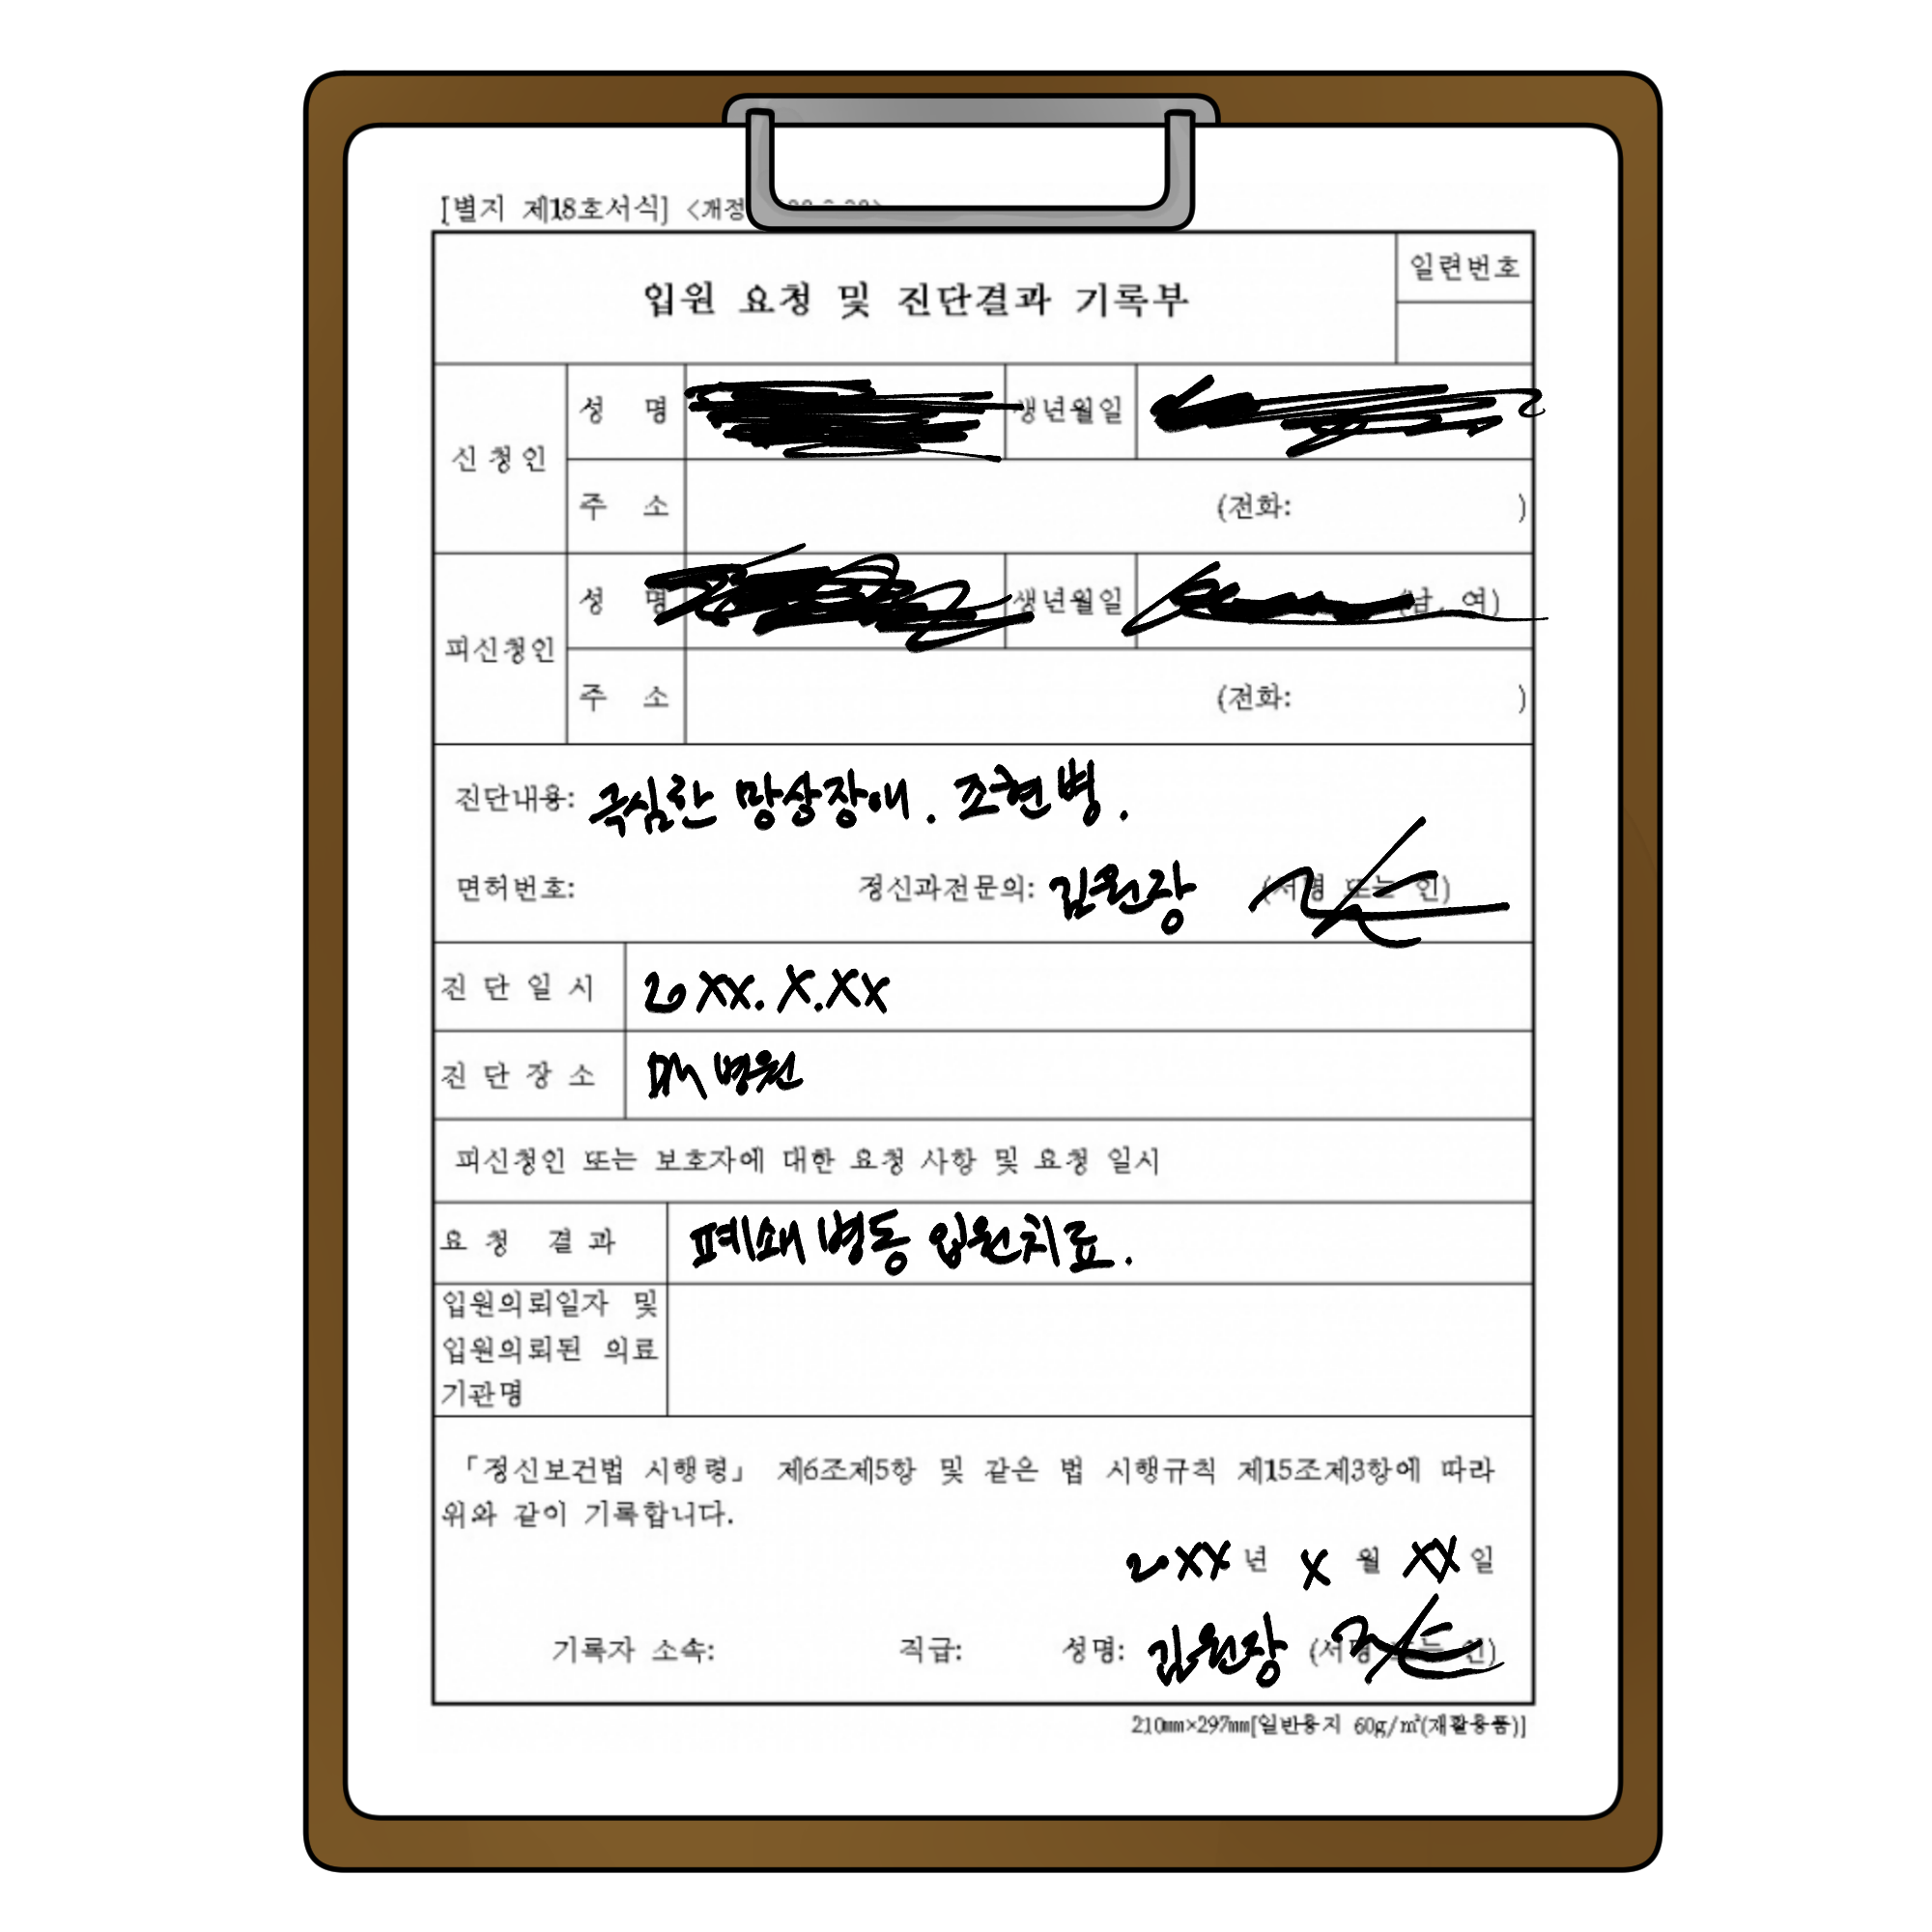 [별지 제18호서식] <개정
입원 요청 및 진단결과 기록부
일련번호
신청인
성 명
생년월일
주 소
(전화: )
피신청인
성 명
생년월일
(남, 여)
주 소
(전화: )
진단내용: 극심한 망상장애. 조현병.
면허번호: 정신과전문의: 김원장 (서명 또는 인)
진 단 일 시 20XX. X.XX
진 단 장 소 병원
피신청인 또는 보호자에 대한 요청 사항 및 요청 일시
요 청 결 과 폐쇄병동 입원치료.
입원의뢰일자 및
입원의뢰된 의료
기관명
「정신보건법 시행령」 제6조제5항 및 같은 법 시행규칙 제15조제3항에 따라
위와 같이 기록합니다.
20XX년 X 월 XX일
기록자 소속: 직급: 성명: 김원장 (서명 또는 인)
210㎜×297㎜[일반용지 60g/㎡(재활용품)]